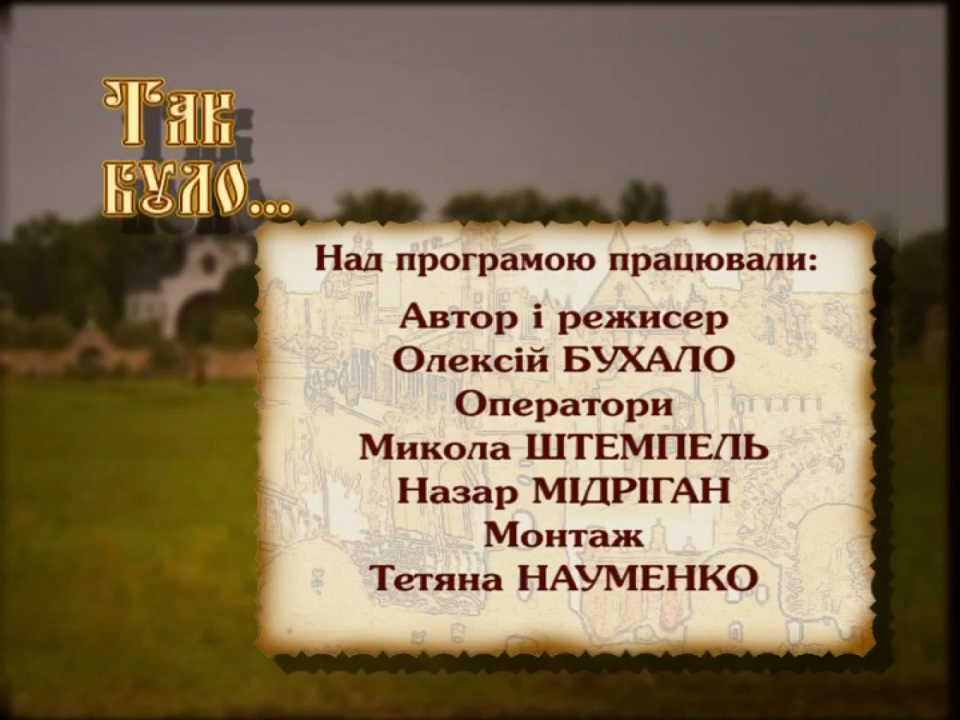 Так
було...
Над програмою працювали:
Автор і режисер
Олексій БУХАЛО
Оператори
Микола ШТЕМПЕЛЬ
Назар МІДРІГАН
Монтаж
Тетяна НАУМЕНКО